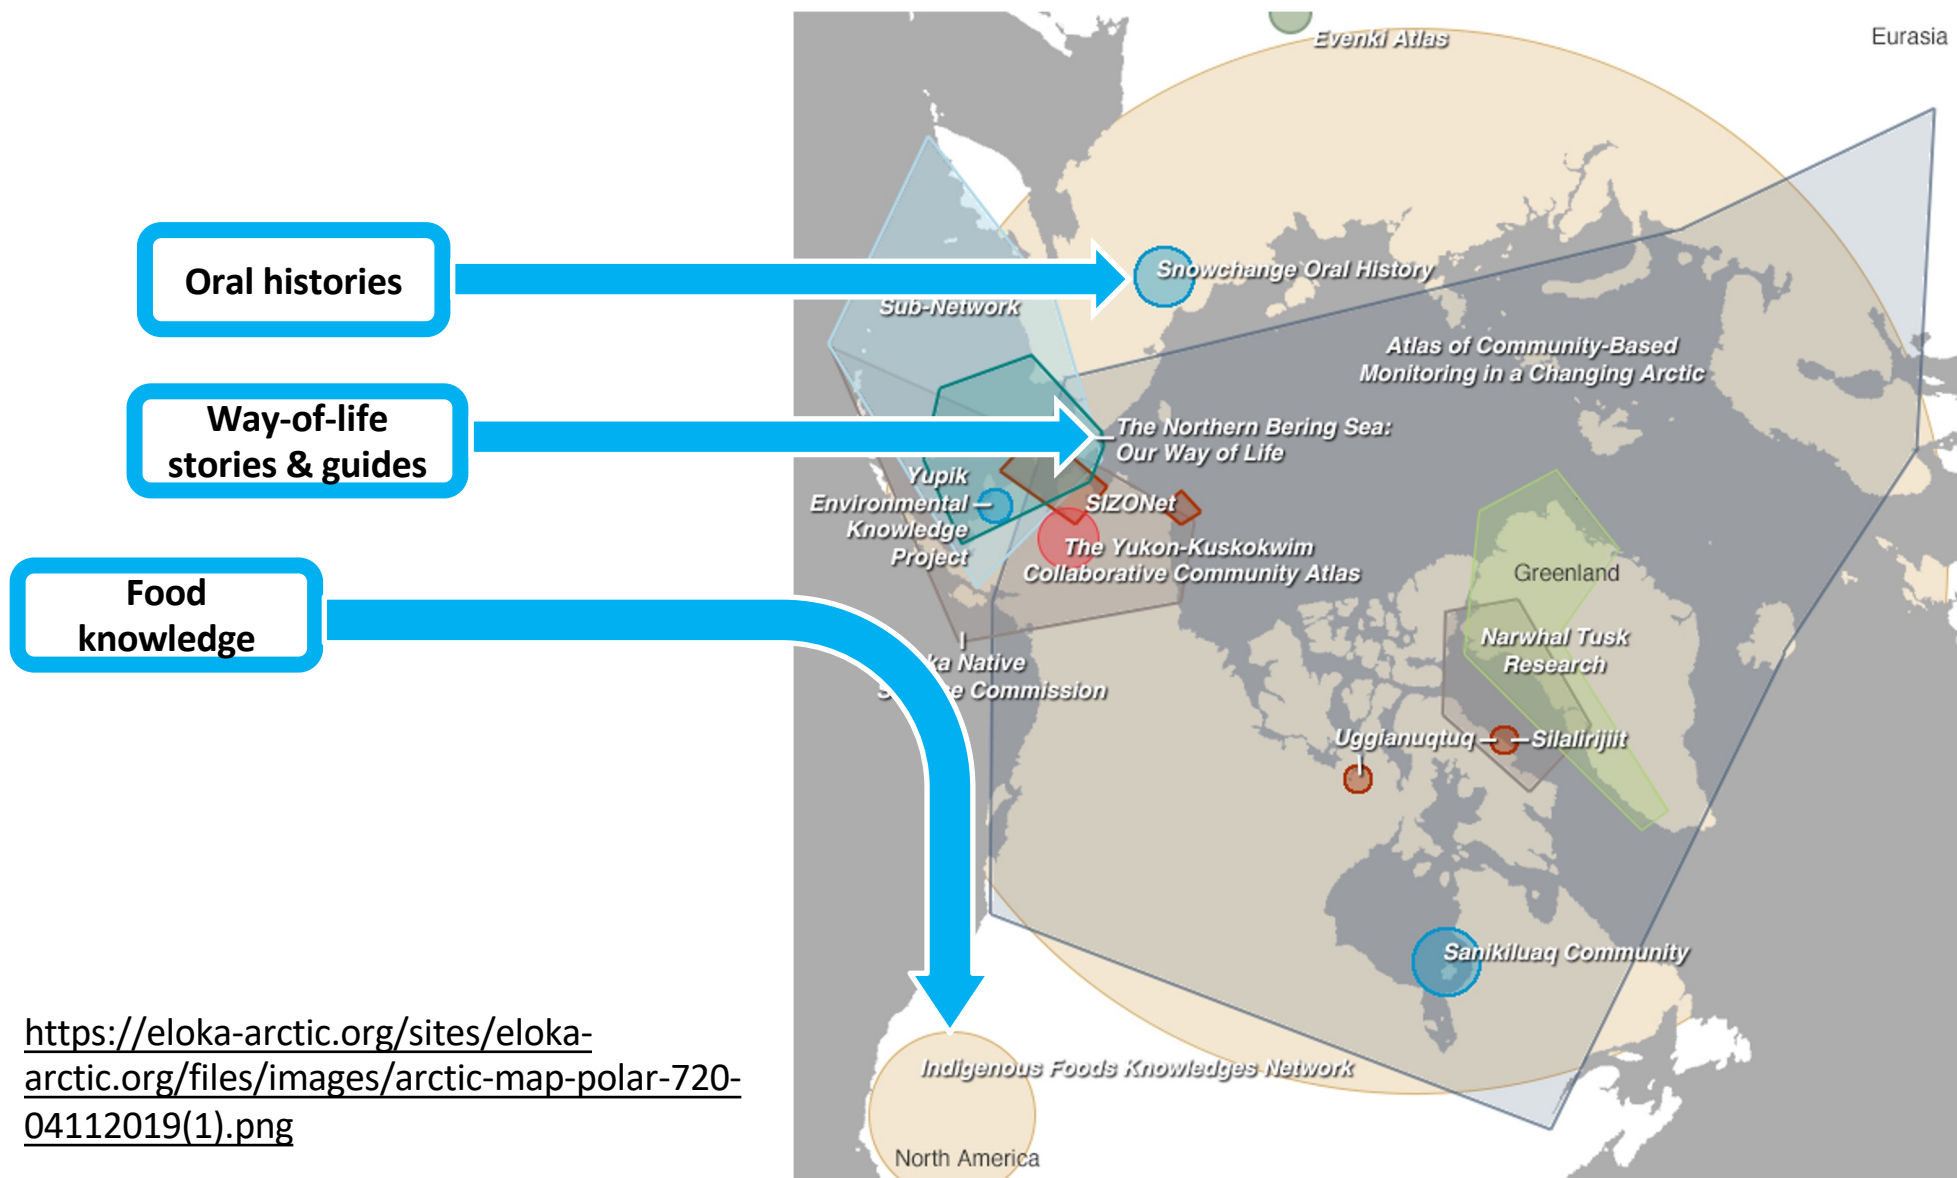 Evenki Atlas
Eurasia
Oral histories
Snowchange Oral History
Sub-Network
Atlas of Community-Based
Monitoring in a Changing Arctic
Way-of-life
stories & guides
The Northern Bering Sea:
Our Way of Life
Yupik
Environmental
Knowledge
Project
SIZONet
The Yukon-Kuskokwim
Collaborative Community Atlas
Food
knowledge
Greenland
Narwhal Tusk
Research
Native
Commission
Uggianuqtuq
Silalirijiit
Sanikiluaq Community
https://eloka-arctic.org/sites/eloka-
arctic.org/files/images/arctic-map-polar-720-
04112019(1).png
Indigenous Foods Knowledges Network
North America